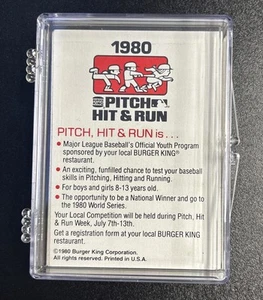 1980
PITCH
HIT & RUN
PITCH, HIT & RUN is . . .
• Major League Baseball's Official Youth Program
sponsored by your local BURGER KING®
restaurant.
• An exciting, funfilled chance to test your baseball
skills in Pitching, Hitting and Running.
• For boys and girls 8-13 years old.
• The opportunity to be a National Winner and go to
the 1980 World Series.
Your Local Competition will be held during Pitch, Hit
& Run Week, July 7th-13th.
Get a registration form at your local BURGER KING
restaurant.
©1980 Burger King Corporation.
All rights reserved. Printed in U.S.A.